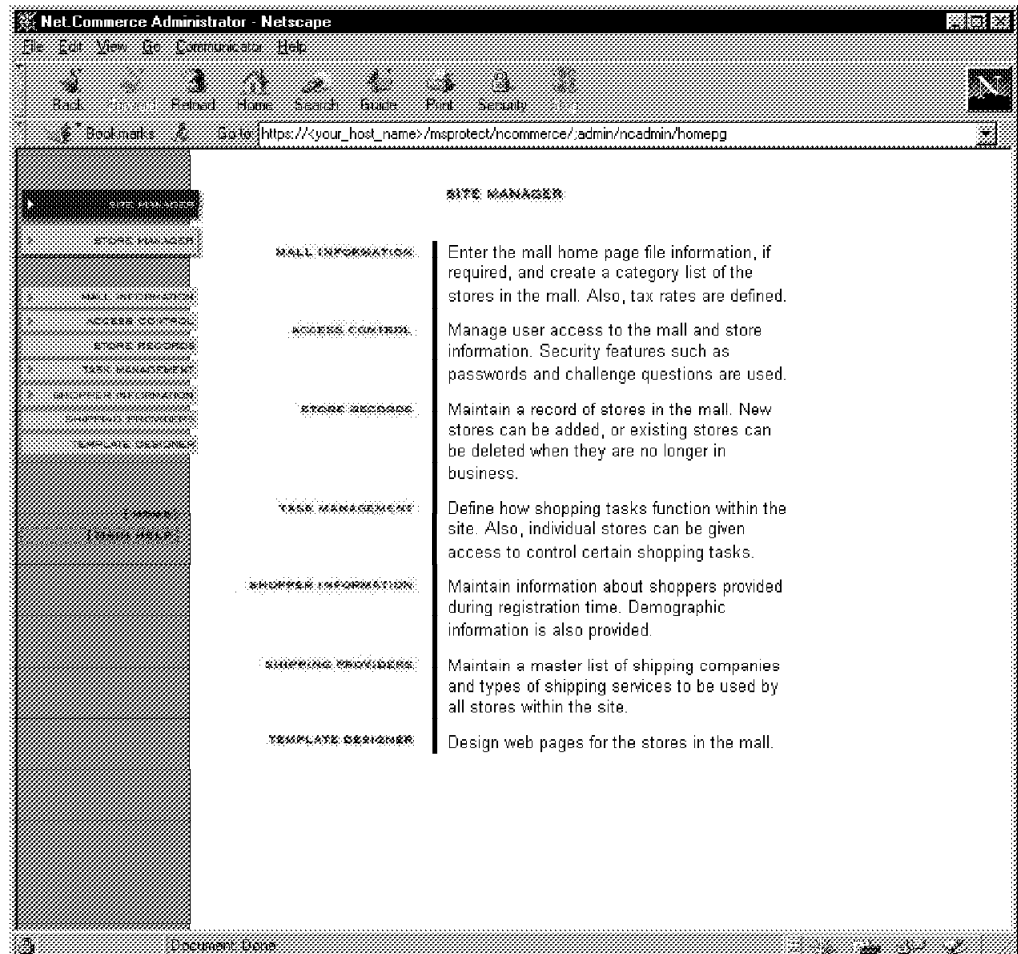 Net.Commerce Administrator - Netscape
File Edit View Go Communicator Help
Back Forward Reload Home Search Guide Print Security
Bookmarks Go to: https://<your_host_name>/msprotect/ncommerce/;admin/ncadmin/homepg
SITE MANAGER
STORE MANAGER
MALL INFORMATION
ACCESS CONTROL
STORE RECORDS
TASK MANAGEMENT
SHOPPER INFORMATION
SHIPPING PROVIDERS
TEMPLATE DESIGNER
[HOME]
[MAIN HELP]
SITE MANAGER
MALL INFORMATION
Enter the mall home page file information, if
required, and create a category list of the
stores in the mall. Also, tax rates are defined.
ACCESS CONTROL
Manage user access to the mall and store
information. Security features such as
passwords and challenge questions are used.
STORE RECORDS
Maintain a record of stores in the mall. New
stores can be added, or existing stores can
be deleted when they are no longer in
business.
TASK MANAGEMENT
Define how shopping tasks function within the
site. Also, individual stores can be given
access to control certain shopping tasks.
SHOPPER INFORMATION
Maintain information about shoppers provided
during registration time. Demographic
information is also provided.
SHIPPING PROVIDERS
Maintain a master list of shipping companies
and types of shipping services to be used by
all stores within the site.
TEMPLATE DESIGNER
Design web pages for the stores in the mall.
Document: Done